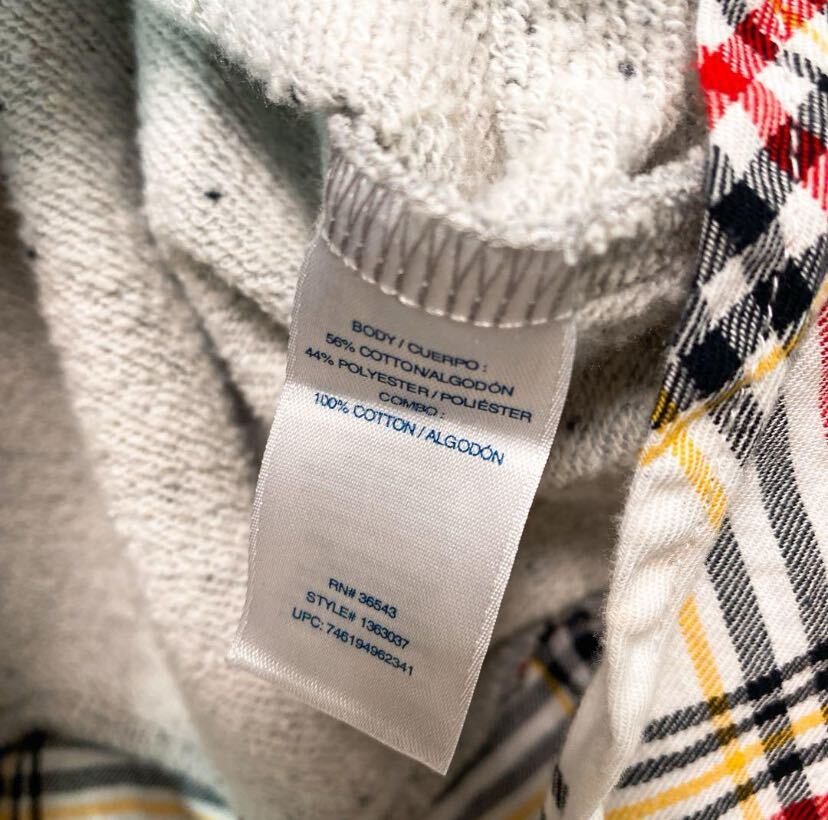 BODY / CUERPO :
56% COTTON/ALGODÓN
44% POLYESTER / POLIÉSTER
COMBO :
100% COTTON / ALGODÓN
RN# 36543
STYLE# 1363037
UPC: 746194962341